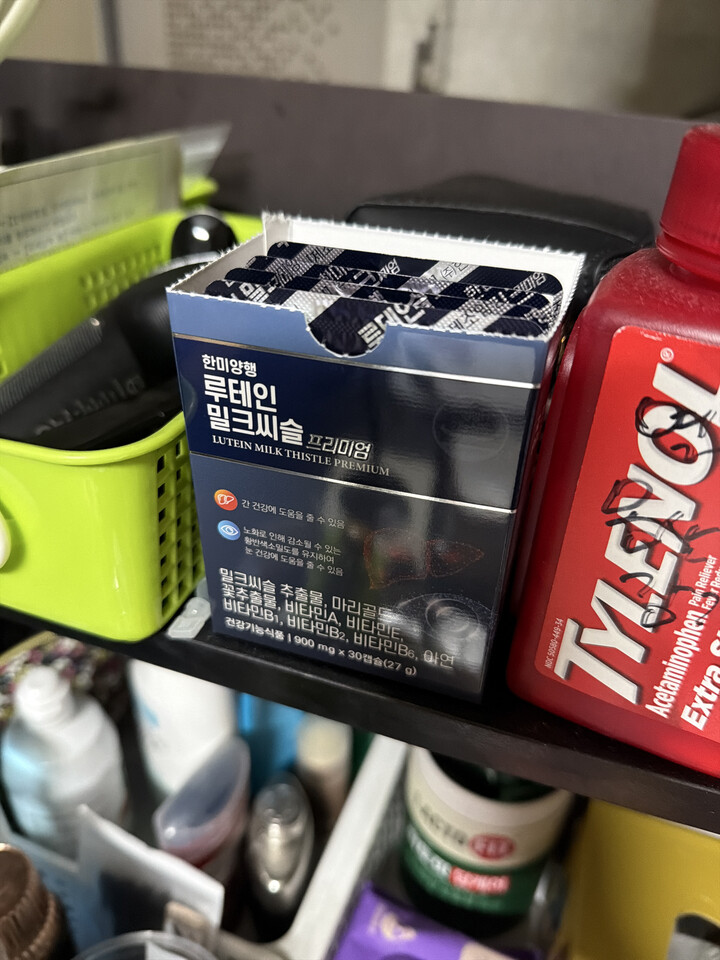 루테인
한미양행
루테인
밀크씨슬 프리미엄
LUTEIN MILK THISTLE PREMIUM
간 건강에 도움을 줄 수 있음
노화로 인해 감소될 수 있는
황반색소밀도를 유지하여
눈 건강에 도움을 줄 수 있음
밀크씨슬 추출물, 마리골드
꽃추출물, 비타민A, 비타민E,
비타민B1, 비타민B2, 비타민B6, 아연
건강기능식품 | 900 mg x 30캡슐(27 g)
TYLENOL
®
Acetaminophen
Pain Reliever
Extra